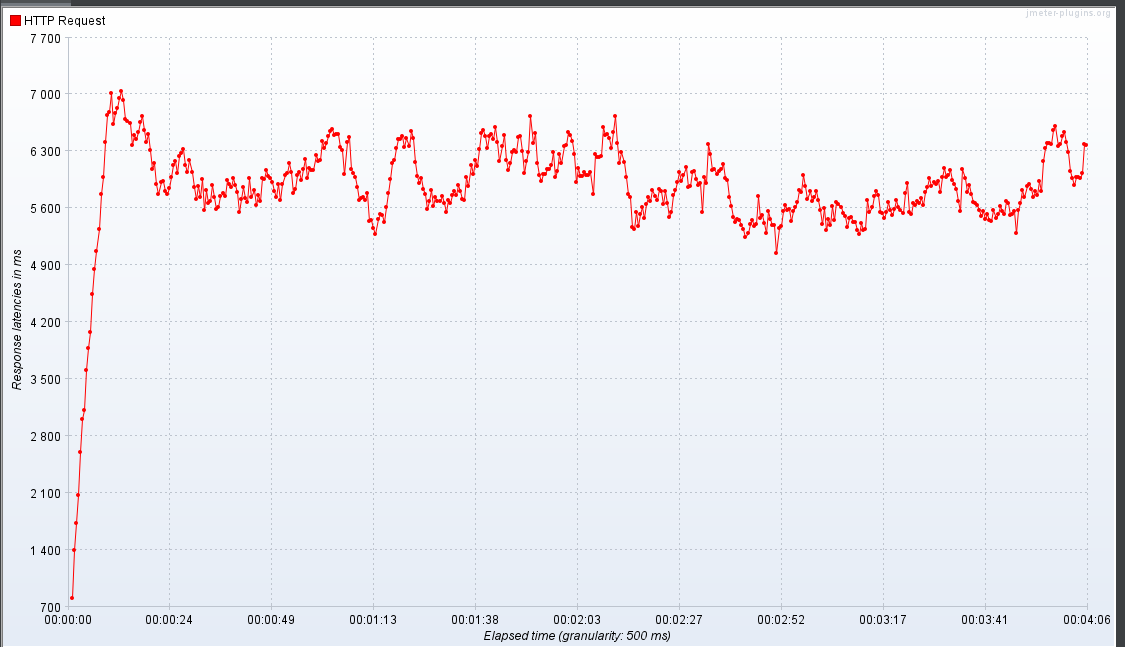 jmeter-plugins.org
HTTP Request
7 700
7 000
6 300
5 600
4 900
4 200
3 500
2 800
2 100
1 400
700
Response latencies in ms
00:00:00 00:00:24 00:00:49 00:01:13 00:01:38 00:02:03 00:02:27 00:02:52 00:03:17 00:03:41 00:04:06
Elapsed time (granularity: 500 ms)